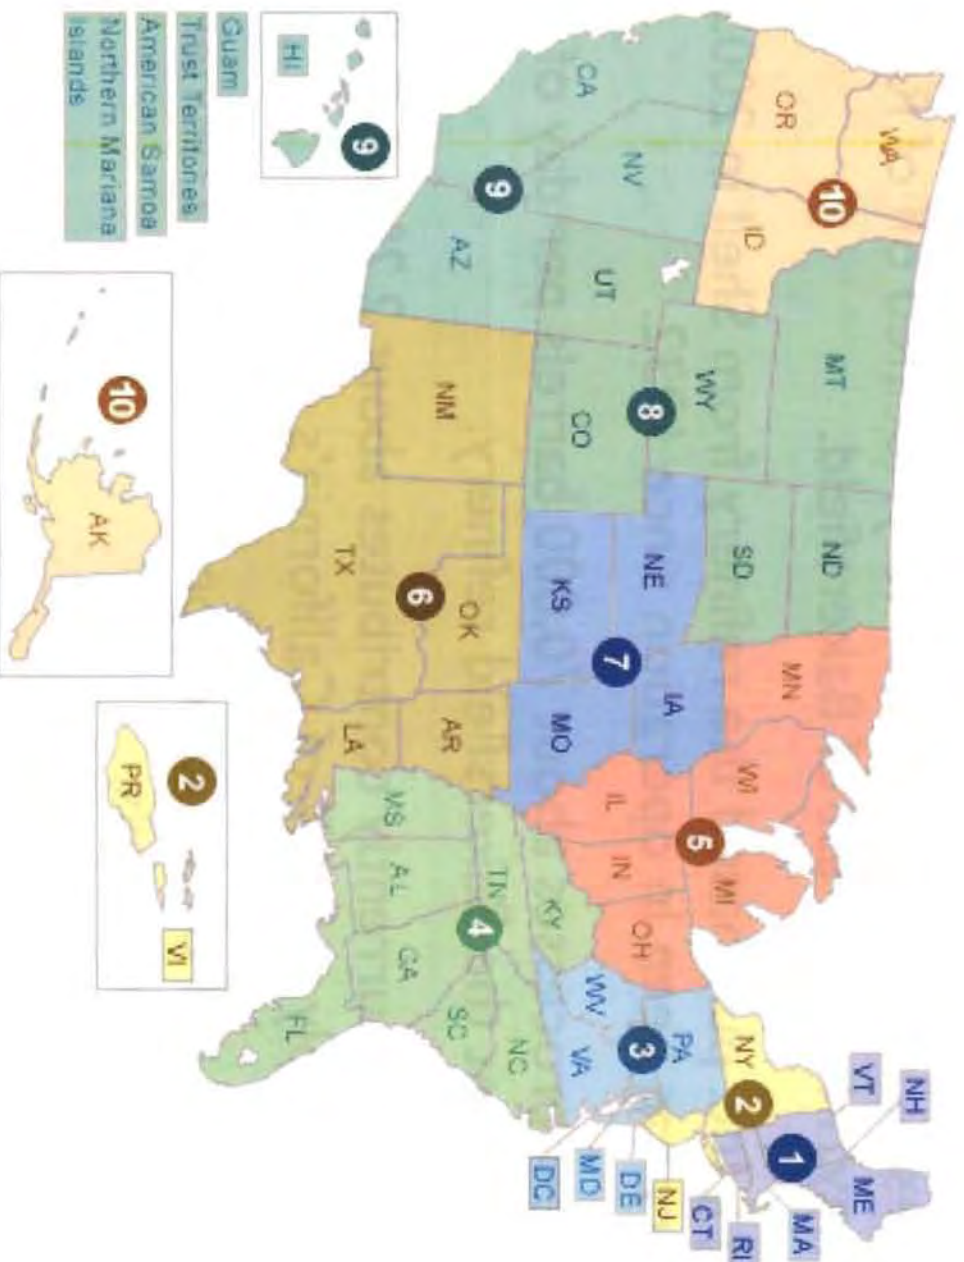 WA
OR
10
ID
MT
ND
MN
WI
MI
SD
WY
8
NE
IA
5
IL
IN
OH
NV
CA
UT
CO
KS
7
MO
KY
WV
VA
PA
3
NY
2
1
VT
NH
ME
MA
RI
CT
NJ
DE
MD
DC
9
AZ
NM
OK
6
TX
AR
LA
TN
4
NC
SC
MS
AL
GA
FL
HI
9
Guam
Trust Territories
American Samoa
Northern Mariana
Islands
10
AK
2
PR
VI